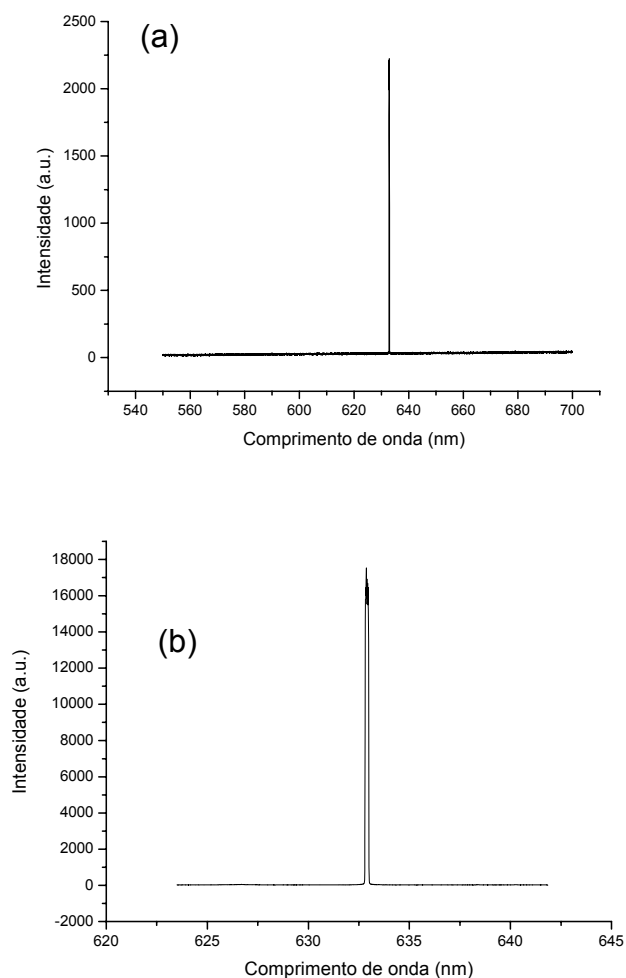 (a)
2500
2000
1500
1000
500
0
Intensidade (a.u.)
540 560 580 600 620 640 660 680 700
Comprimento de onda (nm)
(b)
18000
16000
14000
12000
10000
8000
6000
4000
2000
0
-2000
Intensidade (a.u.)
620 625 630 635 640 645
Comprimento de onda (nm)